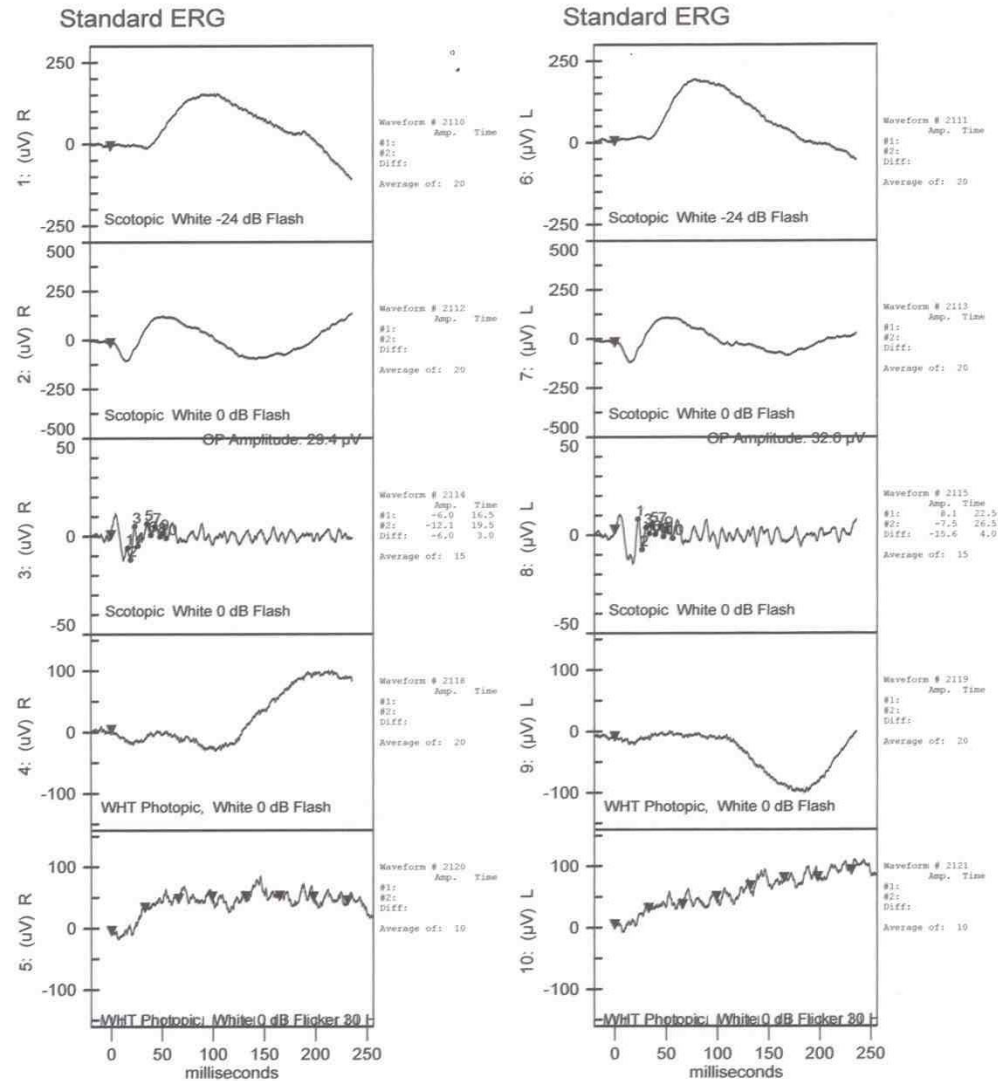 Standard ERG
250
0
-250
1: (uV) R
Scotopic White -24 dB Flash
Waveform # 2110
Amp. Time
#1:
#2:
Diff:
Average of: 20
500
250
0
-250
-500
2: (uV) R
Scotopic White 0 dB Flash
Waveform # 2112
Amp. Time
#1:
#2:
Diff:
Average of: 20
OP Amplitude: 29.4 µV
50
0
-50
3: (uV) R
Scotopic White 0 dB Flash
Waveform # 2114
Amp. Time
#1: -6.0 16.5
#2: -12.1 19.5
Diff: -6.0 3.0
Average of: 15
100
0
-100
4: (uV) R
WHT Photopic, White 0 dB Flash
Waveform # 2116
Amp. Time
#1:
#2:
Diff:
Average of: 20
100
0
-100
5: (uV) R
WHT Photopic, White 0 dB Flicker 30
Waveform # 2120
Amp. Time
#1:
#2:
Diff:
Average of: 10
0 50 100 150 200 250
milliseconds
Standard ERG
250
0
-250
6: (µV) L
Scotopic White -24 dB Flash
Waveform # 2111
Amp. Time
#1:
#2:
Diff:
Average of: 20
500
250
0
-250
-500
7: (µV) L
Scotopic White 0 dB Flash
Waveform # 2113
Amp. Time
#1:
#2:
Diff:
Average of: 20
OP Amplitude: 32.0 µV
50
0
-50
8: (µV) L
Scotopic White 0 dB Flash
Waveform # 2115
Amp. Time
#1: 8.1 22.5
#2: -7.5 26.5
Diff: -15.6 4.0
Average of: 15
100
0
-100
9: (µV) L
WHT Photopic, White 0 dB Flash
Waveform # 2119
Amp. Time
#1:
#2:
Diff:
Average of: 20
100
0
-100
10: (µV) L
WHT Photopic, White 0 dB Flicker 30
Waveform # 2121
Amp. Time
#1:
#2:
Diff:
Average of: 10
0 50 100 150 200 250
milliseconds